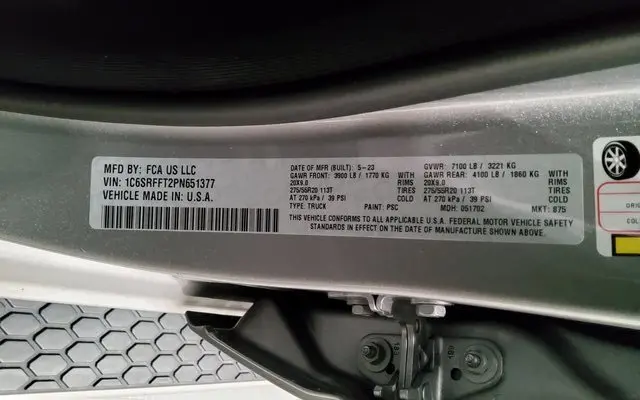 MFD BY: FCA US LLC
VIN: 1C6SRFFT2PN651377
VEHICLE MADE IN: U.S.A.
DATE OF MFR (BUILT): 5-23
GVWR: 7100 LB / 3221 KG
GAWR FRONT: 3900 LB / 1770 KG
GAWR REAR: 4100 LB / 1860 KG
20X9.0 RIMS 20X9.0 RIMS
275/55R20 113T TIRES 275/55R20 113T TIRES
AT 270 kPa / 39 PSI COLD AT 270 kPa / 39 PSI COLD
TYPE: TRUCK PAINT: PSC MDH: 051702 MKT: 875
THIS VEHICLE CONFORMS TO ALL APPLICABLE U.S.A. FEDERAL MOTOR VEHICLE SAFETY
STANDARDS IN EFFECT ON THE DATE OF MANUFACTURE SHOWN ABOVE.